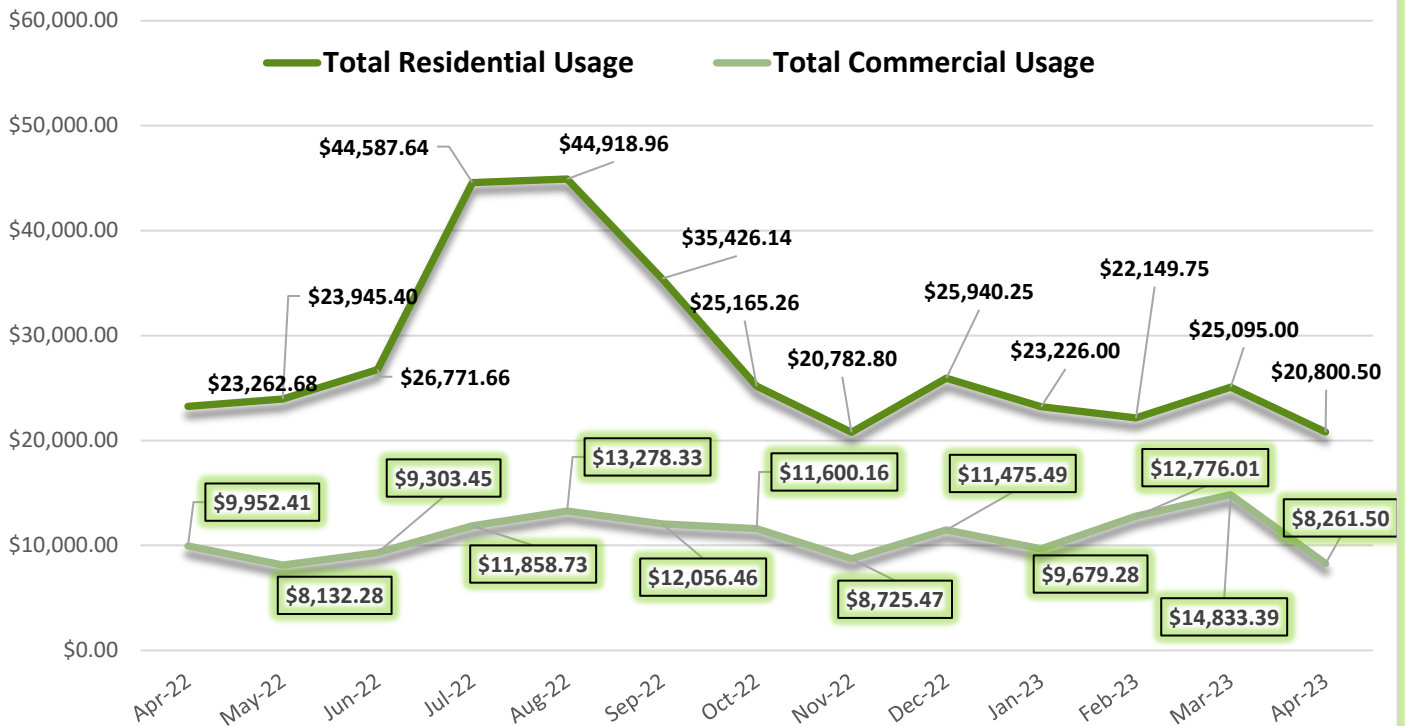 $60,000.00
Total Residential Usage
Total Commercial Usage
$50,000.00
$44,587.64
$44,918.96
$40,000.00
$35,426.14
$23,945.40
$25,165.26
$25,940.25
$22,149.75
$30,000.00
$23,262.68
$26,771.66
$20,782.80
$23,226.00
$25,095.00
$20,800.50
$20,000.00
$9,952.41
$9,303.45
$13,278.33
$11,600.16
$11,475.49
$12,776.01
$8,261.50
$10,000.00
$8,132.28
$11,858.73
$12,056.46
$8,725.47
$9,679.28
$14,833.39
$0.00
Apr-22
May-22
Jun-22
Jul-22
Aug-22
Sep-22
Oct-22
Nov-22
Dec-22
Jan-23
Feb-23
Mar-23
Apr-23